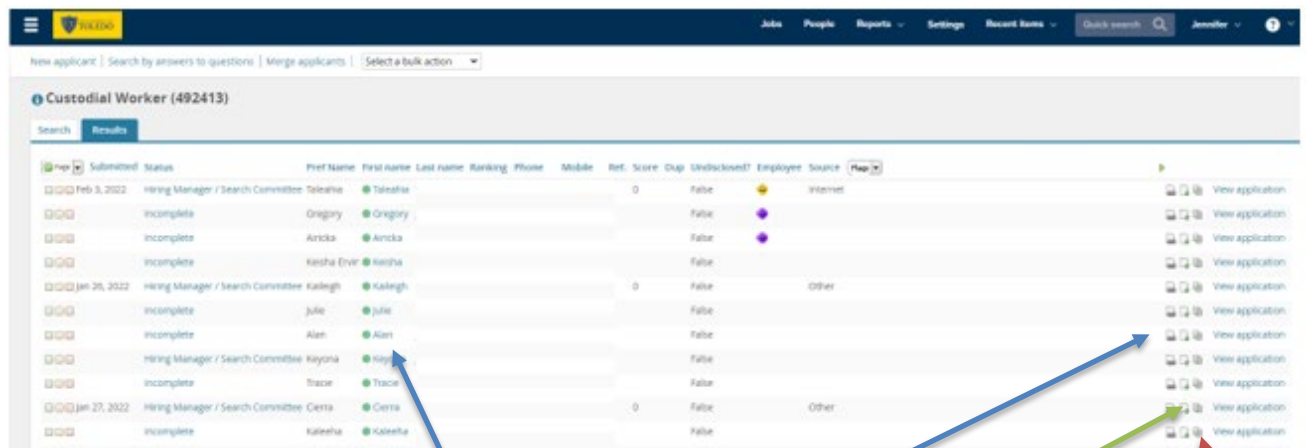 TOLEDO Jobs People Reports Settings Recent Items Quick search Jennifer ?
New applicant | Search by answers to questions | Merge applicants | Select a bulk action
Custodial Worker (492413)
Search Results
Page Submitted Status Pref Name First name Last name Ranking Phone Mobile Ref. Score Dup Undisclosed? Employee Source Flag
Feb 3, 2022 Hiring Manager / Search Committee Taleahia Taleahia 0 False Internet View application
Incomplete Gregory Gregory False View application
Incomplete Airicka Airicka False View application
Incomplete Keisha Ervin Keisha False View application
Jan 26, 2022 Hiring Manager / Search Committee Kaileigh Kaileigh 0 False Other View application
Incomplete Julie Julie False View application
Incomplete Alan Alan False View application
Hiring Manager / Search Committee Keyona False View application
Incomplete Tracie Tracie False View application
Jan 27, 2022 Hiring Manager / Search Committee Cierra Cierra 0 False Other View application
Incomplete Kaleeha Kaleeha False View application